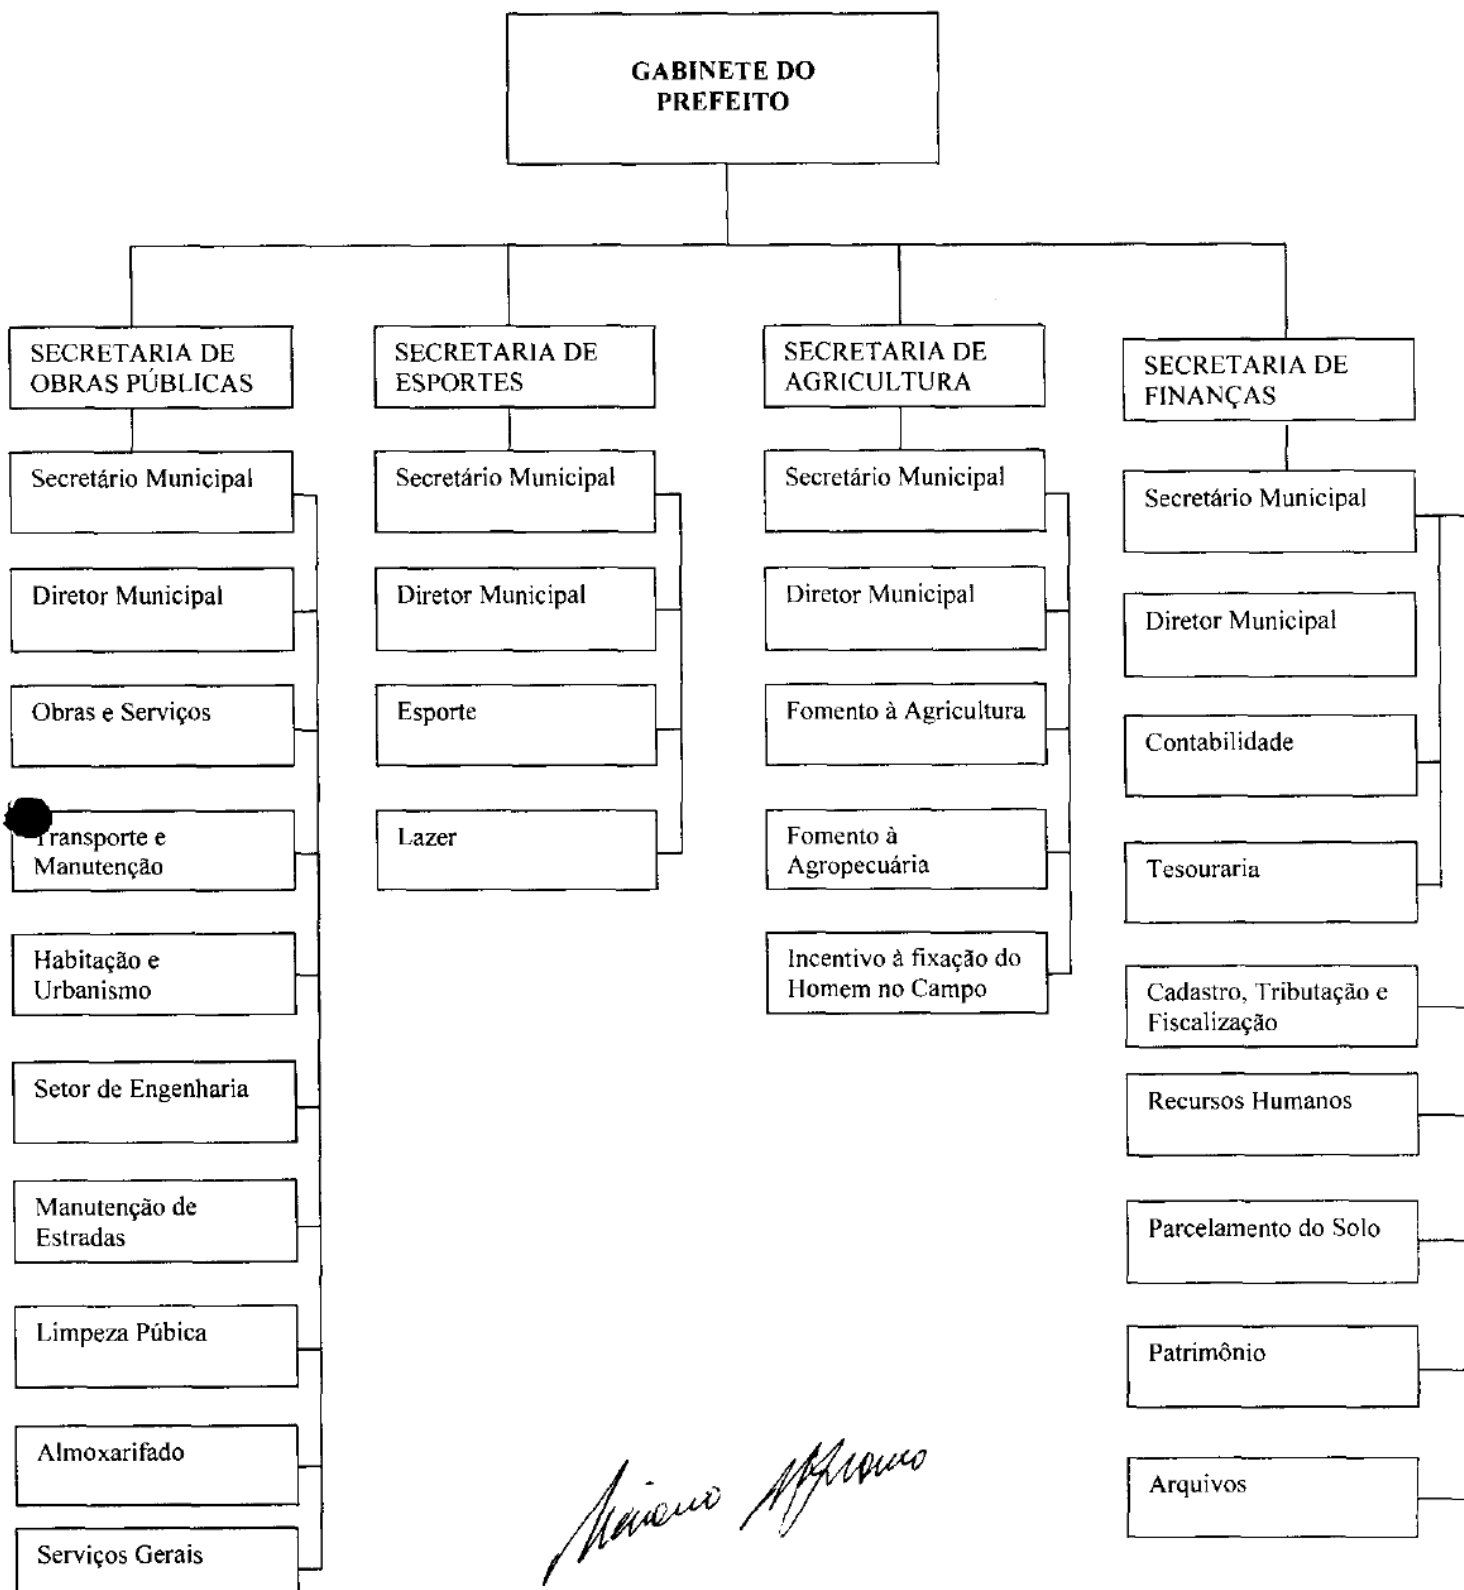 GABINETE DO
PREFEITO
SECRETARIA DE
OBRAS PÚBLICAS
Secretário Municipal
Diretor Municipal
Obras e Serviços
Transporte e
Manutenção
Habitação e
Urbanismo
Setor de Engenharia
Manutenção de
Estradas
Limpeza Púbica
Almoxarifado
Serviços Gerais
SECRETARIA DE
ESPORTES
Secretário Municipal
Diretor Municipal
Esporte
Lazer
SECRETARIA DE
AGRICULTURA
Secretário Municipal
Diretor Municipal
Fomento à Agricultura
Fomento à
Agropecuária
Incentivo à fixação do
Homem no Campo
SECRETARIA DE
FINANÇAS
Secretário Municipal
Diretor Municipal
Contabilidade
Tesouraria
Cadastro, Tributação e
Fiscalização
Recursos Humanos
Parcelamento do Solo
Patrimônio
Arquivos